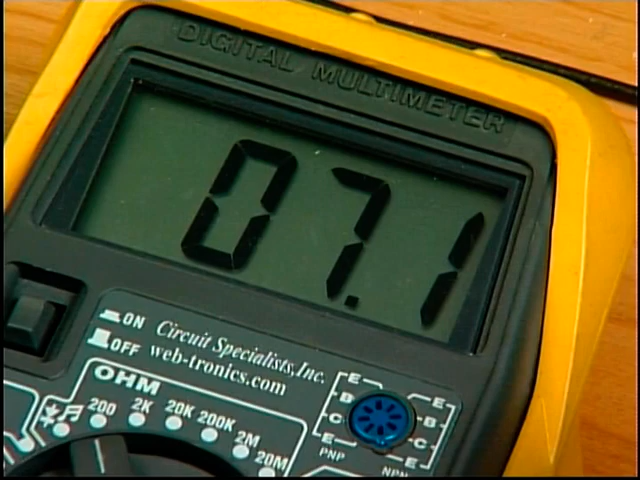 DIGITAL MULTIMETER
07.1
ON
OFF
Circuit Specialists, Inc.
web-tronics.com
OHM
200 2K 20K 200K 2M 20M
E B C E
PNP
E B C E
NPN